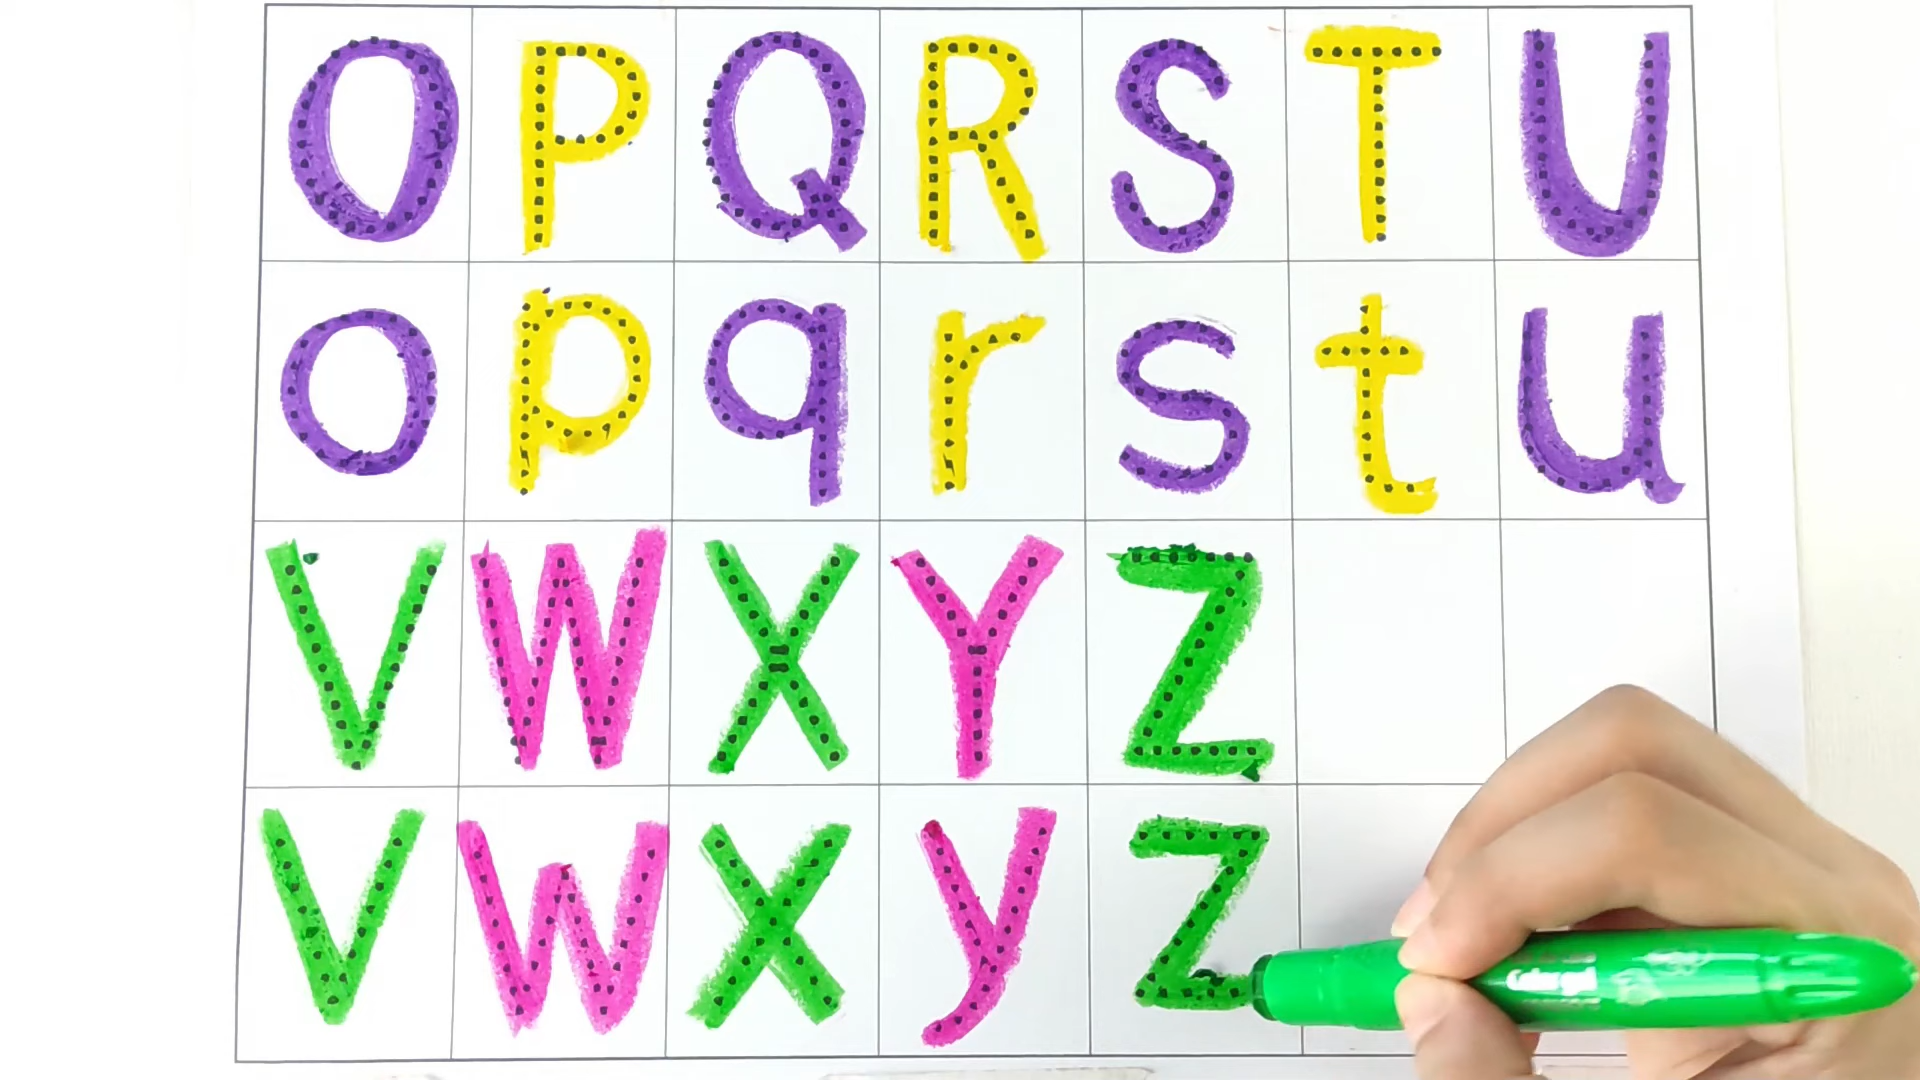 O P Q R S T U
o p q r s t u
V W X Y Z
v w x y z